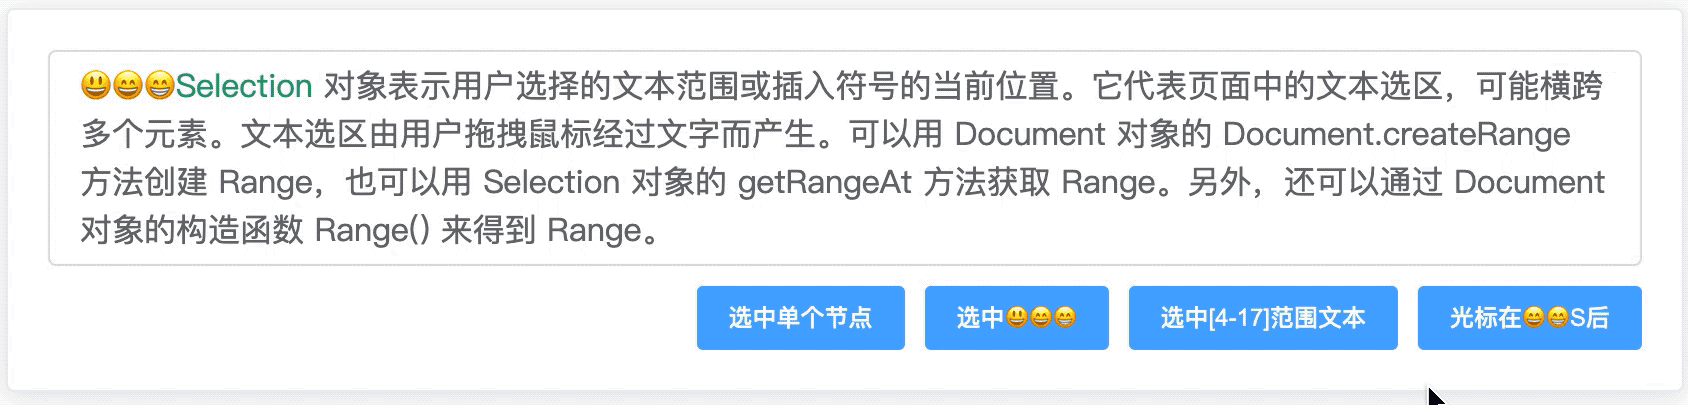 😃😄😁Selection 对象表示用户选择的文本范围或插入符号的当前位置。它代表页面中的文本选区，可能横跨
多个元素。文本选区由用户拖拽鼠标经过文字而产生。可以用 Document 对象的 Document.createRange
方法创建 Range，也可以用 Selection 对象的 getRangeAt 方法获取 Range。另外，还可以通过 Document
对象的构造函数 Range() 来得到 Range。
选中单个节点
选中😃😄😁
选中[4-17]范围文本
光标在😄😁S后